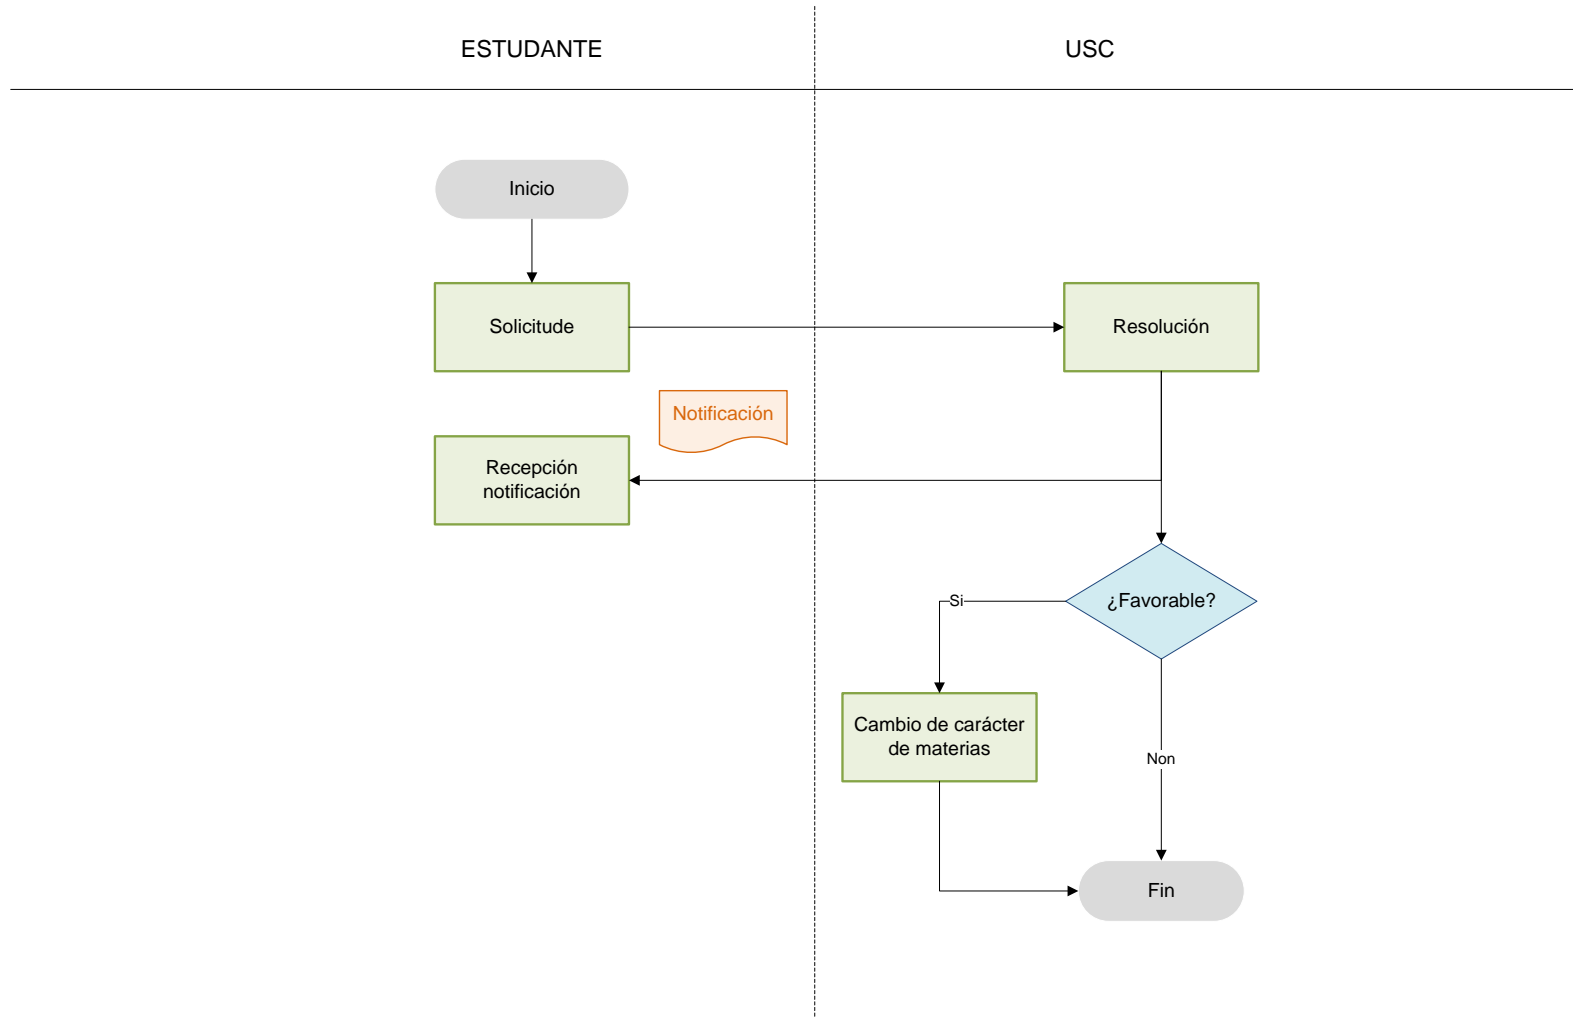 ESTUDANTE
USC
Inicio
Solicitude
Resolución
Notificación
Recepción
notificación
¿Favorable?
Si
Cambio de carácter
de materias
Non
Fin